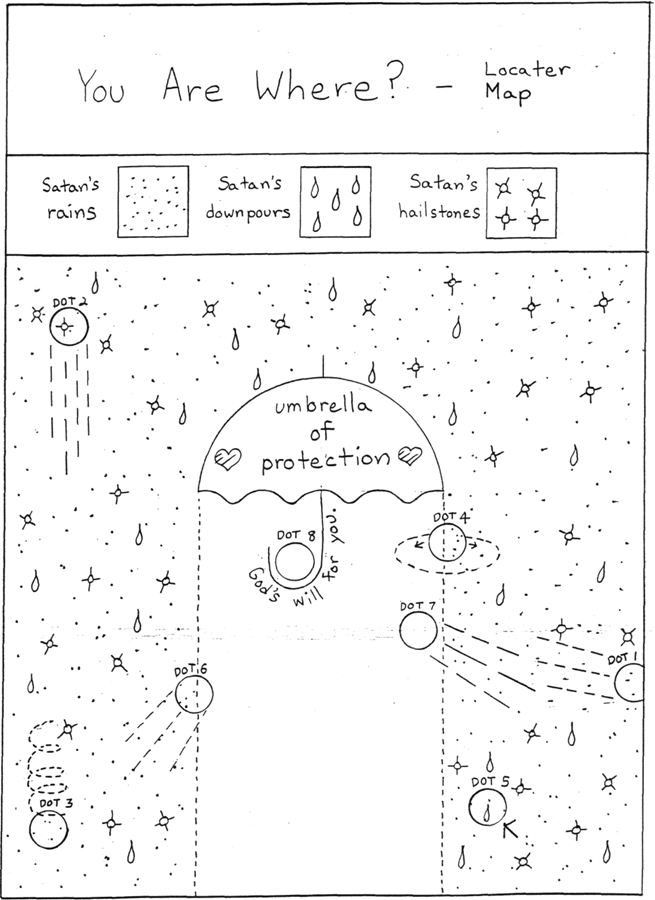 You Are Where? - Locater
Map
Satan's
rains
Satan's
downpours
Satan's
hailstones
DOT 2
umbrella
of
protection
DOT 4
DOT 8
God's will for you.
DOT 7
DOT 1
DOT 6
DOT 3
DOT 5
K